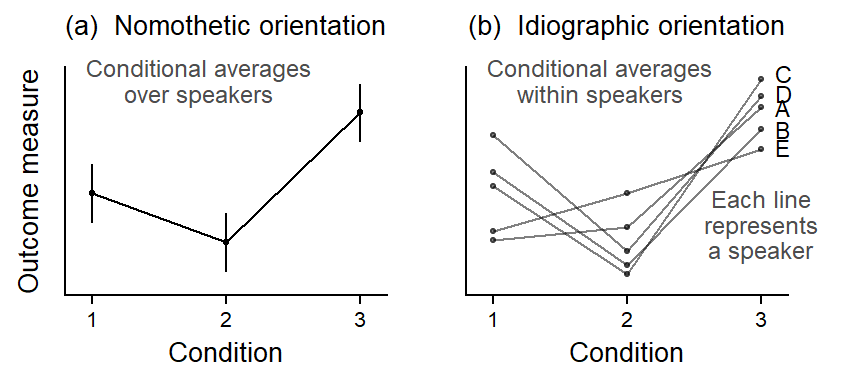 (a) Nomothetic orientation
Conditional averages
over speakers
Outcome measure
1 2 3
Condition
(b) Idiographic orientation
Conditional averages
within speakers
C
D
A
B
E
Each line
represents
a speaker
1 2 3
Condition